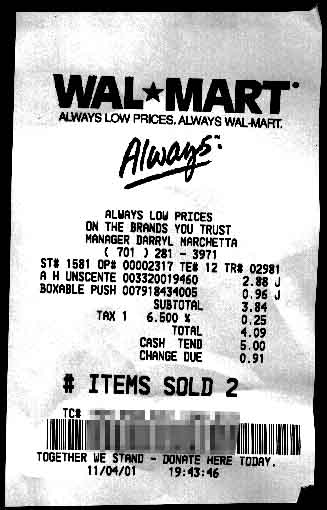 WAL★MART®
ALWAYS LOW PRICES. ALWAYS WAL-MART.
Always™
ALWAYS LOW PRICES
ON THE BRANDS YOU TRUST
MANAGER DARRYL MARCHETTA
( 701 ) 281 - 3971
ST# 1581 OP# 00002317 TE# 12 TR# 02981
A H UNSCENTE 003320019460 2.88 J
BOXABLE PUSH 007918434005 0.96 J
SUBTOTAL 3.84
TAX 1 6.500 % 0.25
TOTAL 4.09
CASH TEND 5.00
CHANGE DUE 0.91
# ITEMS SOLD 2
TC#
TOGETHER WE STAND - DONATE HERE TODAY.
11/04/01 19:43:46